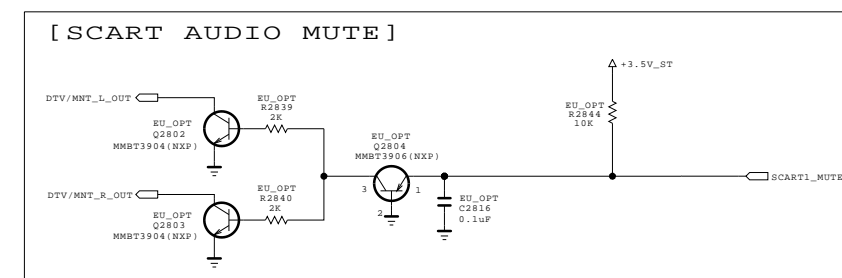 [SCART AUDIO MUTE]
+3.5V_ST
DTV/MNT_L_OUT
EU_OPT
R2839
2K
EU_OPT
R2844
10K
EU_OPT
Q2802
MMBT3904(NXP)
EU_OPT
Q2804
MMBT3906(NXP)
SCART1_MUTE
3
1
2
DTV/MNT_R_OUT
EU_OPT
R2840
2K
EU_OPT
C2816
0.1uF
EU_OPT
Q2803
MMBT3904(NXP)